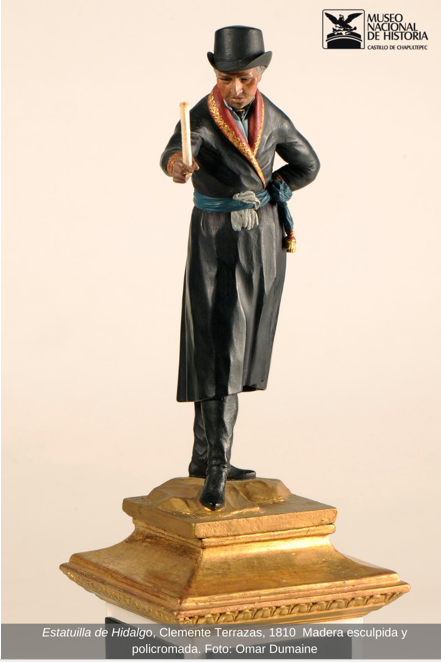 MUSEO
NACIONAL
DE HISTORIA
CASTILLO DE CHAPULTEPEC
Estatuilla de Hidalgo, Clemente Terrazas, 1810  Madera esculpida y
policromada. Foto: Omar Dumaine